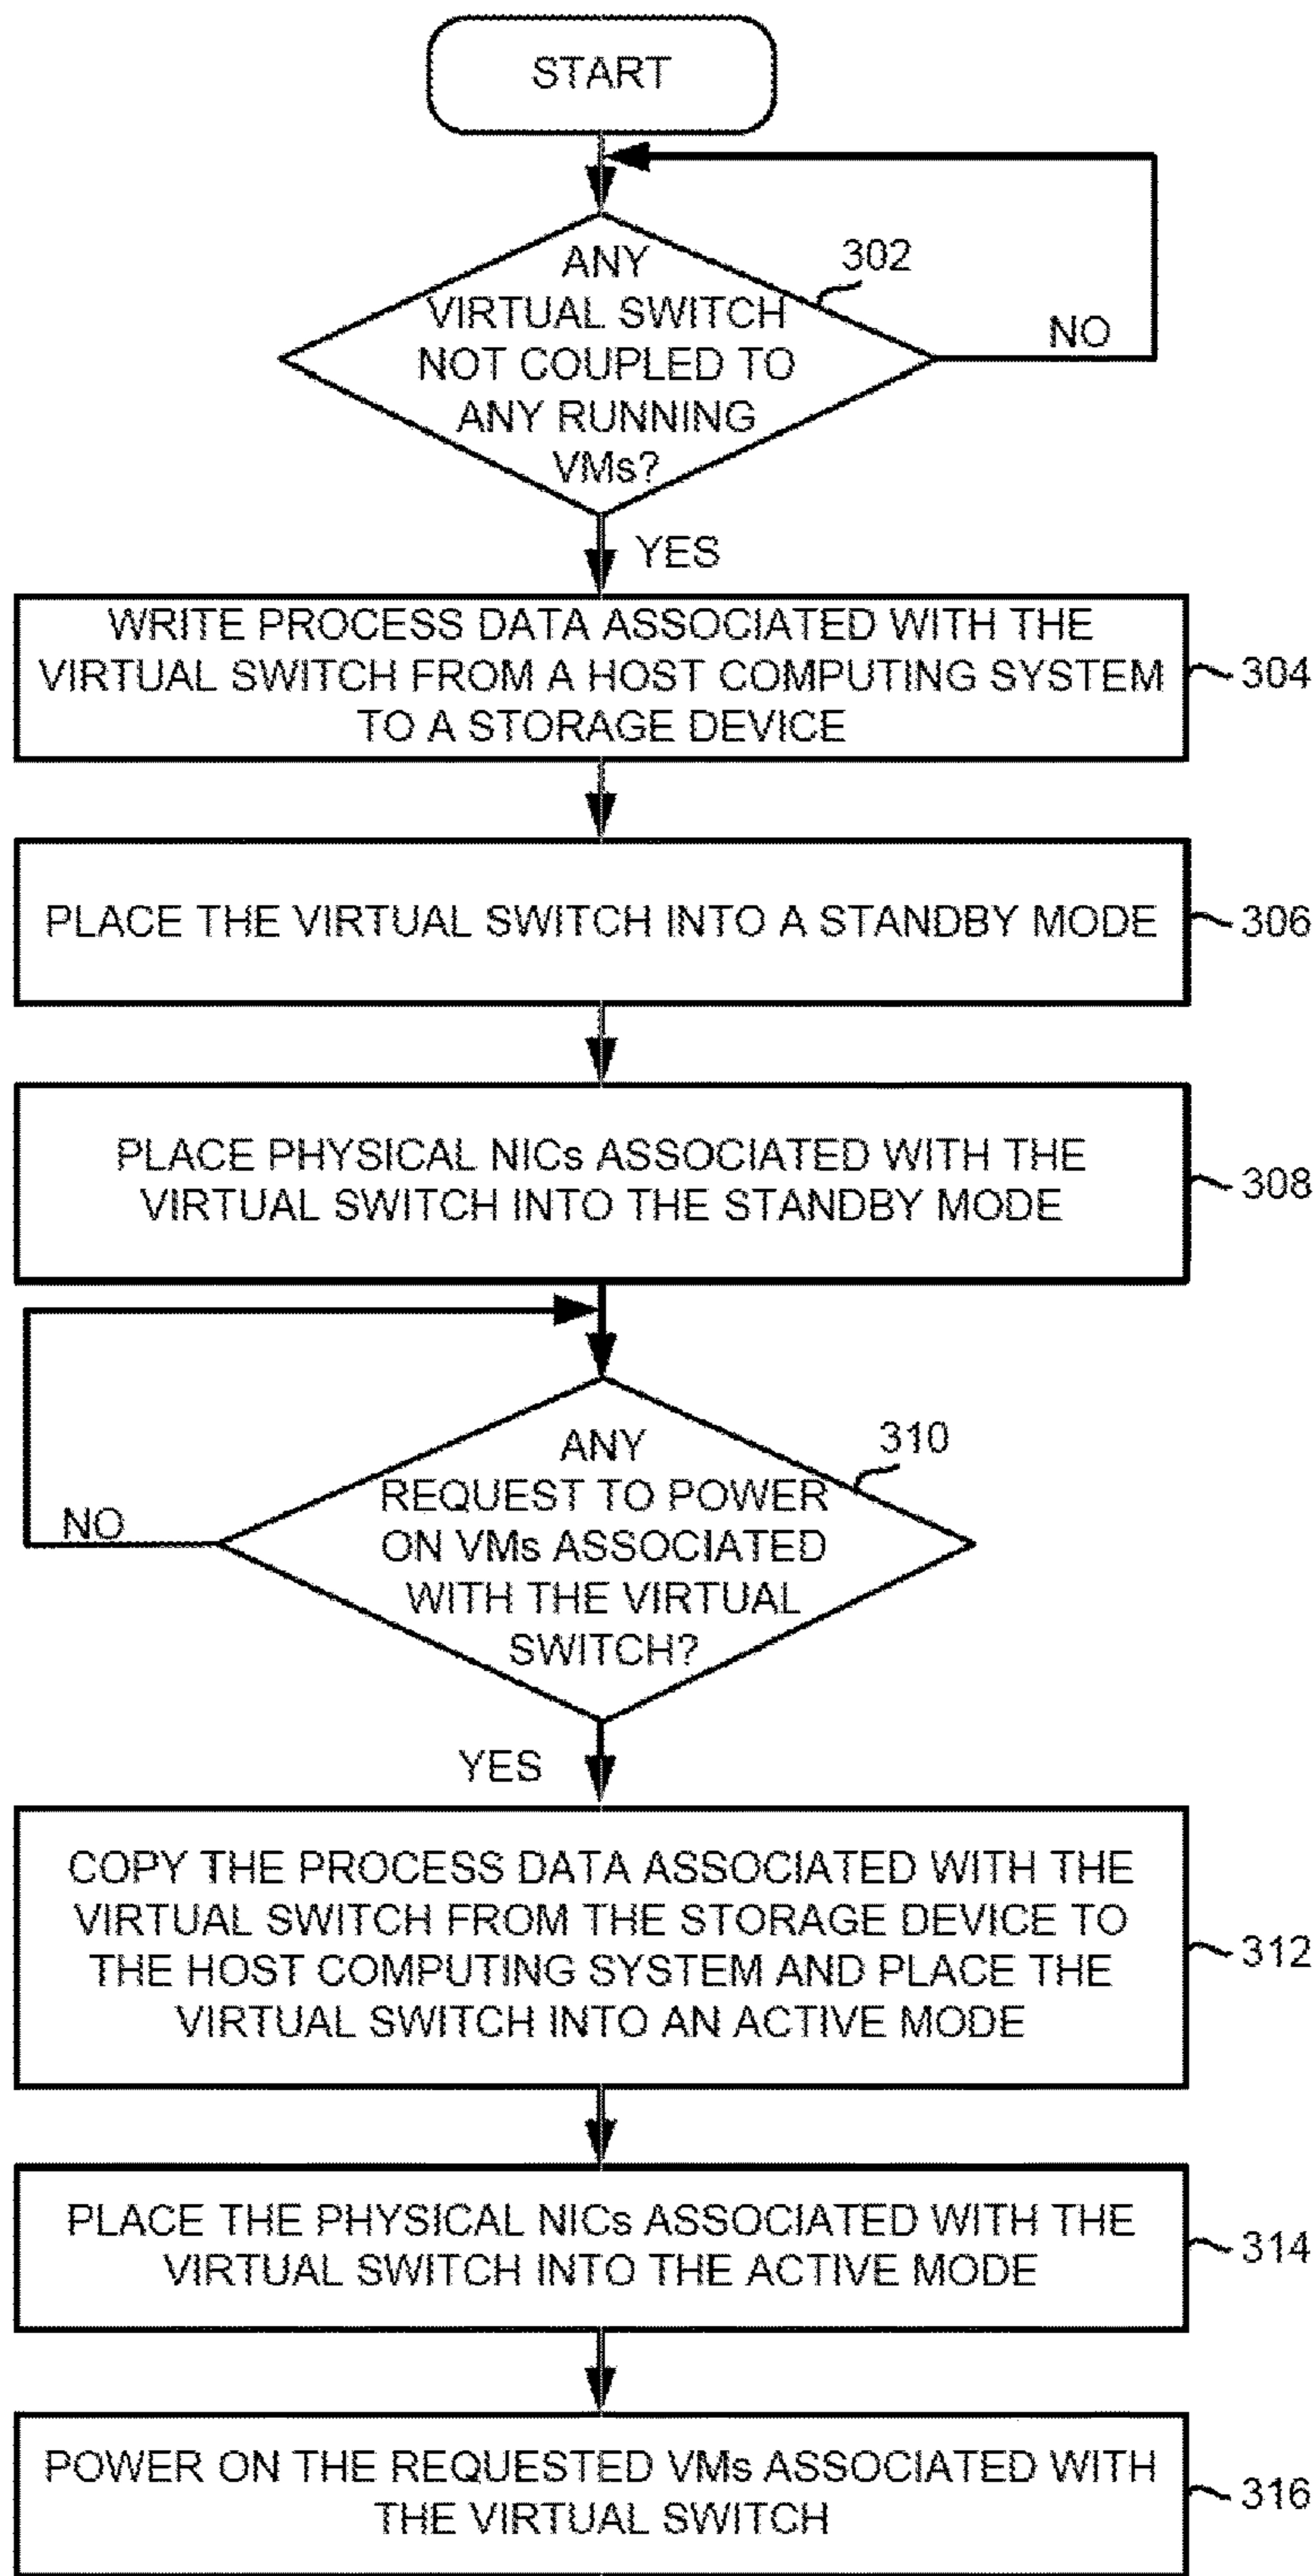 START
ANY
VIRTUAL SWITCH
NOT COUPLED TO
ANY RUNNING
VMs?
302
NO
YES
WRITE PROCESS DATA ASSOCIATED WITH THE
VIRTUAL SWITCH FROM A HOST COMPUTING SYSTEM
TO A STORAGE DEVICE
304
PLACE THE VIRTUAL SWITCH INTO A STANDBY MODE
306
PLACE PHYSICAL NICs ASSOCIATED WITH THE
VIRTUAL SWITCH INTO THE STANDBY MODE
308
ANY
REQUEST TO POWER
ON VMs ASSOCIATED
WITH THE VIRTUAL
SWITCH?
310
NO
YES
COPY THE PROCESS DATA ASSOCIATED WITH THE
VIRTUAL SWITCH FROM THE STORAGE DEVICE TO
THE HOST COMPUTING SYSTEM AND PLACE THE
VIRTUAL SWITCH INTO AN ACTIVE MODE
312
PLACE THE PHYSICAL NICs ASSOCIATED WITH THE
VIRTUAL SWITCH INTO THE ACTIVE MODE
314
POWER ON THE REQUESTED VMs ASSOCIATED WITH
THE VIRTUAL SWITCH
316